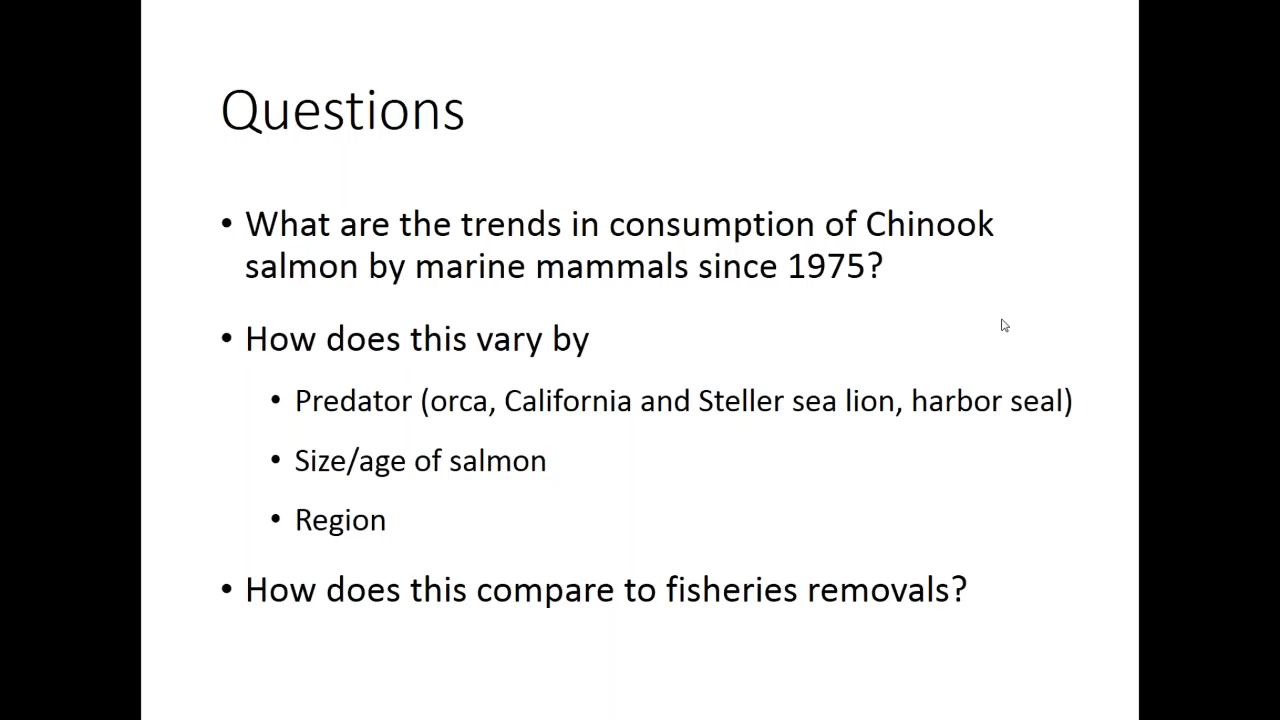 Questions
• What are the trends in consumption of Chinook
salmon by marine mammals since 1975?
• How does this vary by
• Predator (orca, California and Steller sea lion, harbor seal)
• Size/age of salmon
• Region
• How does this compare to fisheries removals?